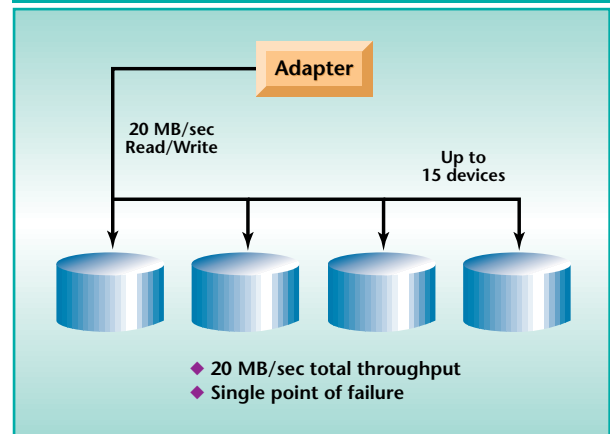 Adapter
20 MB/sec
Read/Write
Up to
15 devices
◆ 20 MB/sec total throughput
◆ Single point of failure